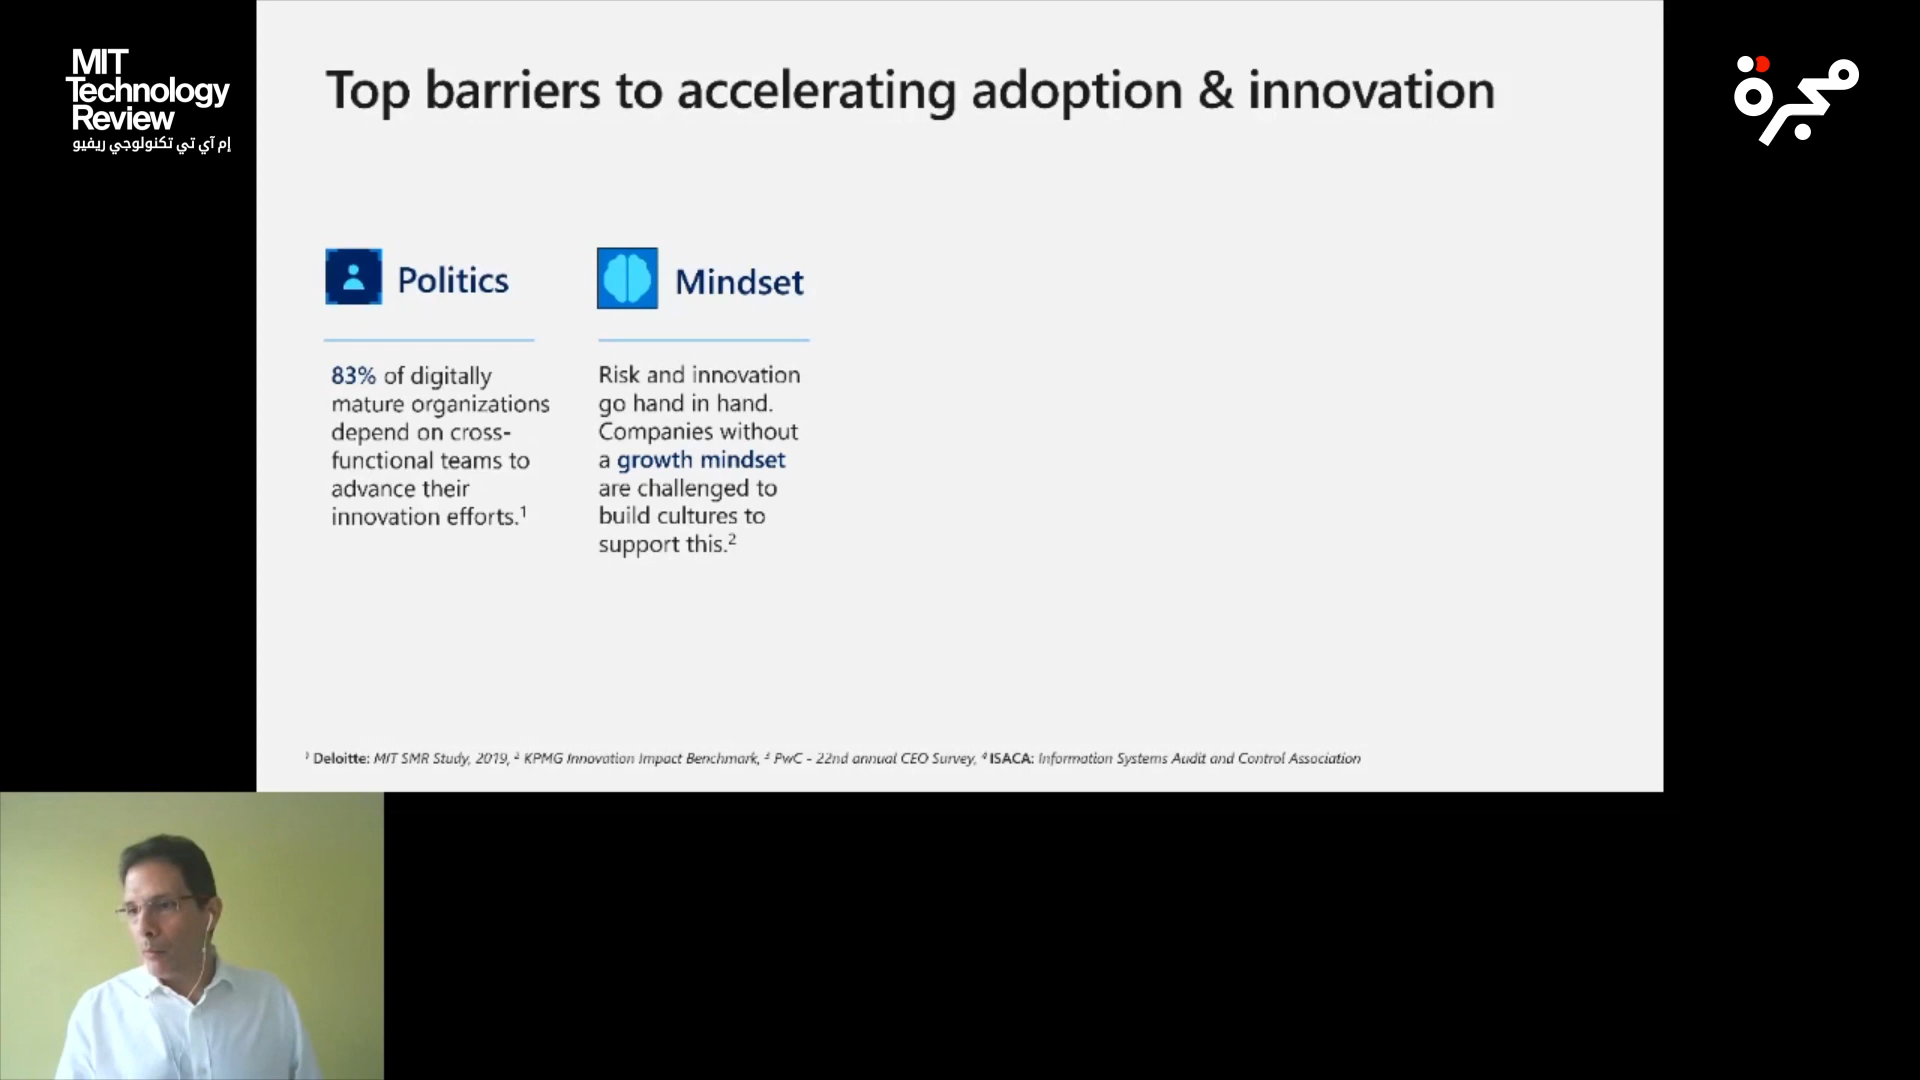 MIT
Technology
Review
إم آي تي تكنولوجي ريفيو
مجرة
Top barriers to accelerating adoption & innovation
Politics
83% of digitally
mature organizations
depend on cross-
functional teams to
advance their
innovation efforts.¹
Mindset
Risk and innovation
go hand in hand.
Companies without
a growth mindset
are challenged to
build cultures to
support this.²
¹ Deloitte: MIT SMR Study, 2019, ² KPMG Innovation Impact Benchmark, ³ PwC - 22nd annual CEO Survey, ⁴ ISACA: Information Systems Audit and Control Association